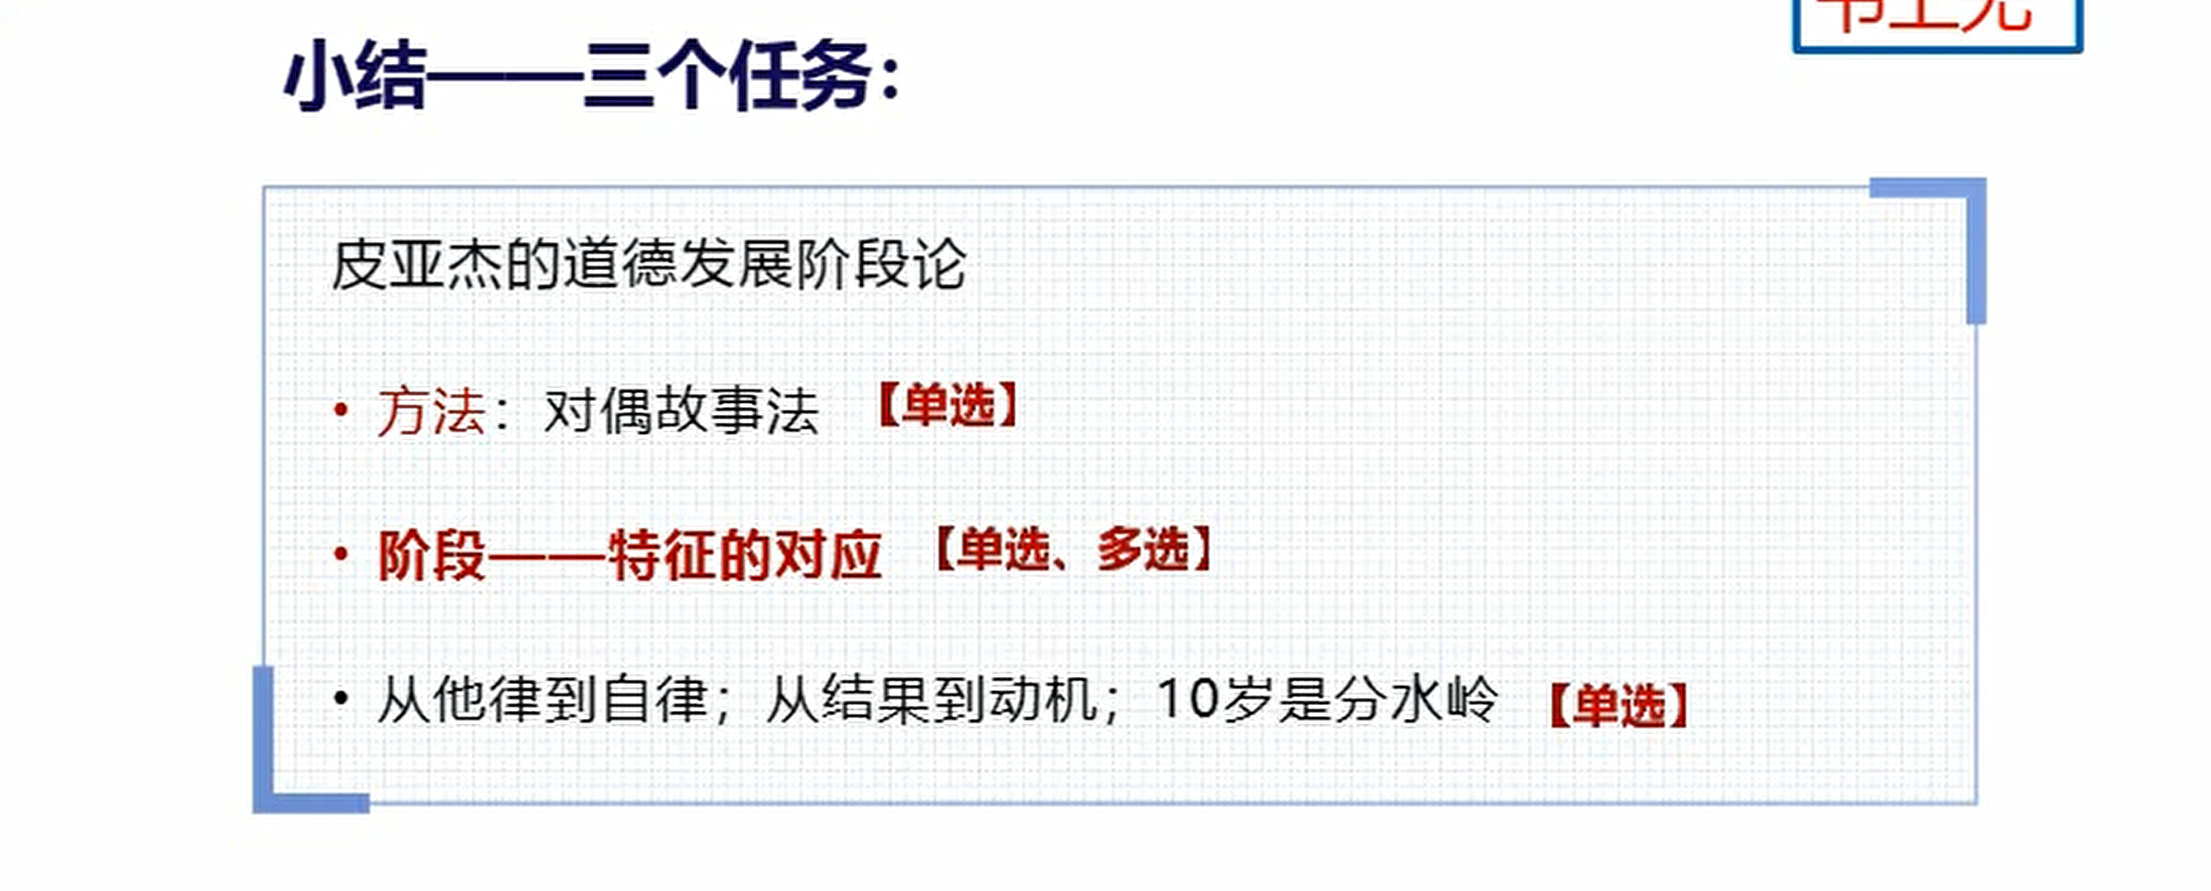 小结——三个任务：
皮亚杰的道德发展阶段论
• 方法：对偶故事法 【单选】
• 阶段——特征的对应 【单选、多选】
• 从他律到自律；从结果到动机；10岁是分水岭 【单选】